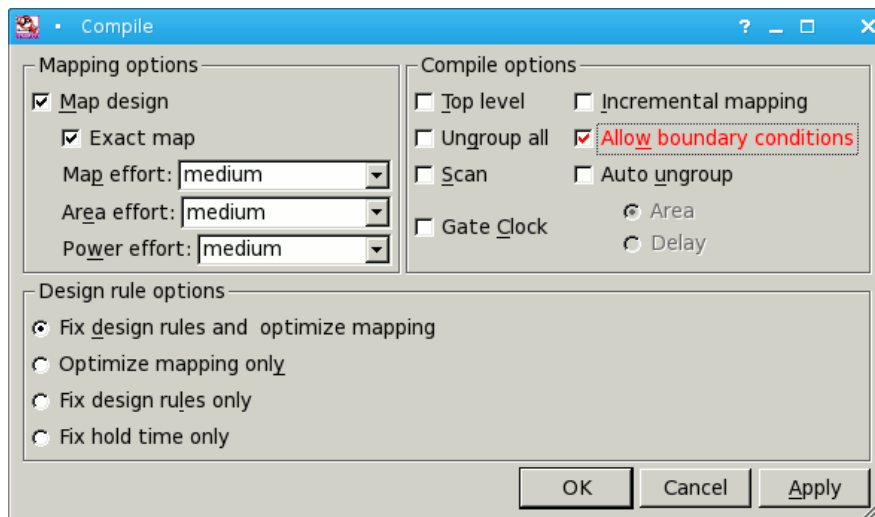 Compile
Mapping options
Map design
Exact map
Map effort: medium
Area effort: medium
Power effort: medium
Compile options
Top level
Incremental mapping
Ungroup all
Allow boundary conditions
Scan
Auto ungroup
Gate Clock
Area
Delay
Design rule options
Fix design rules and optimize mapping
Optimize mapping only
Fix design rules only
Fix hold time only
OK Cancel Apply